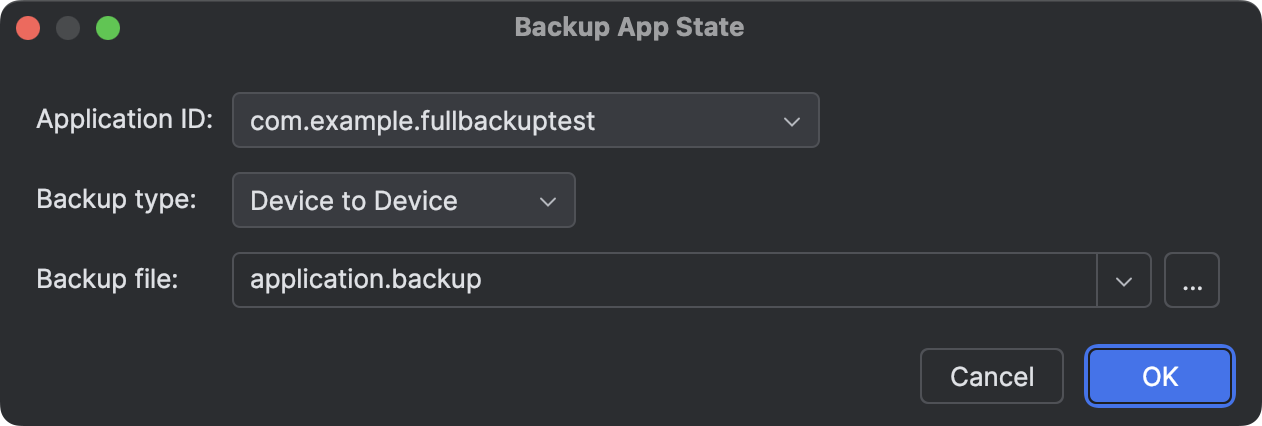 Backup App State
Application ID: com.example.fullbackuptest
Backup type: Device to Device
Backup file: application.backup ...
Cancel OK